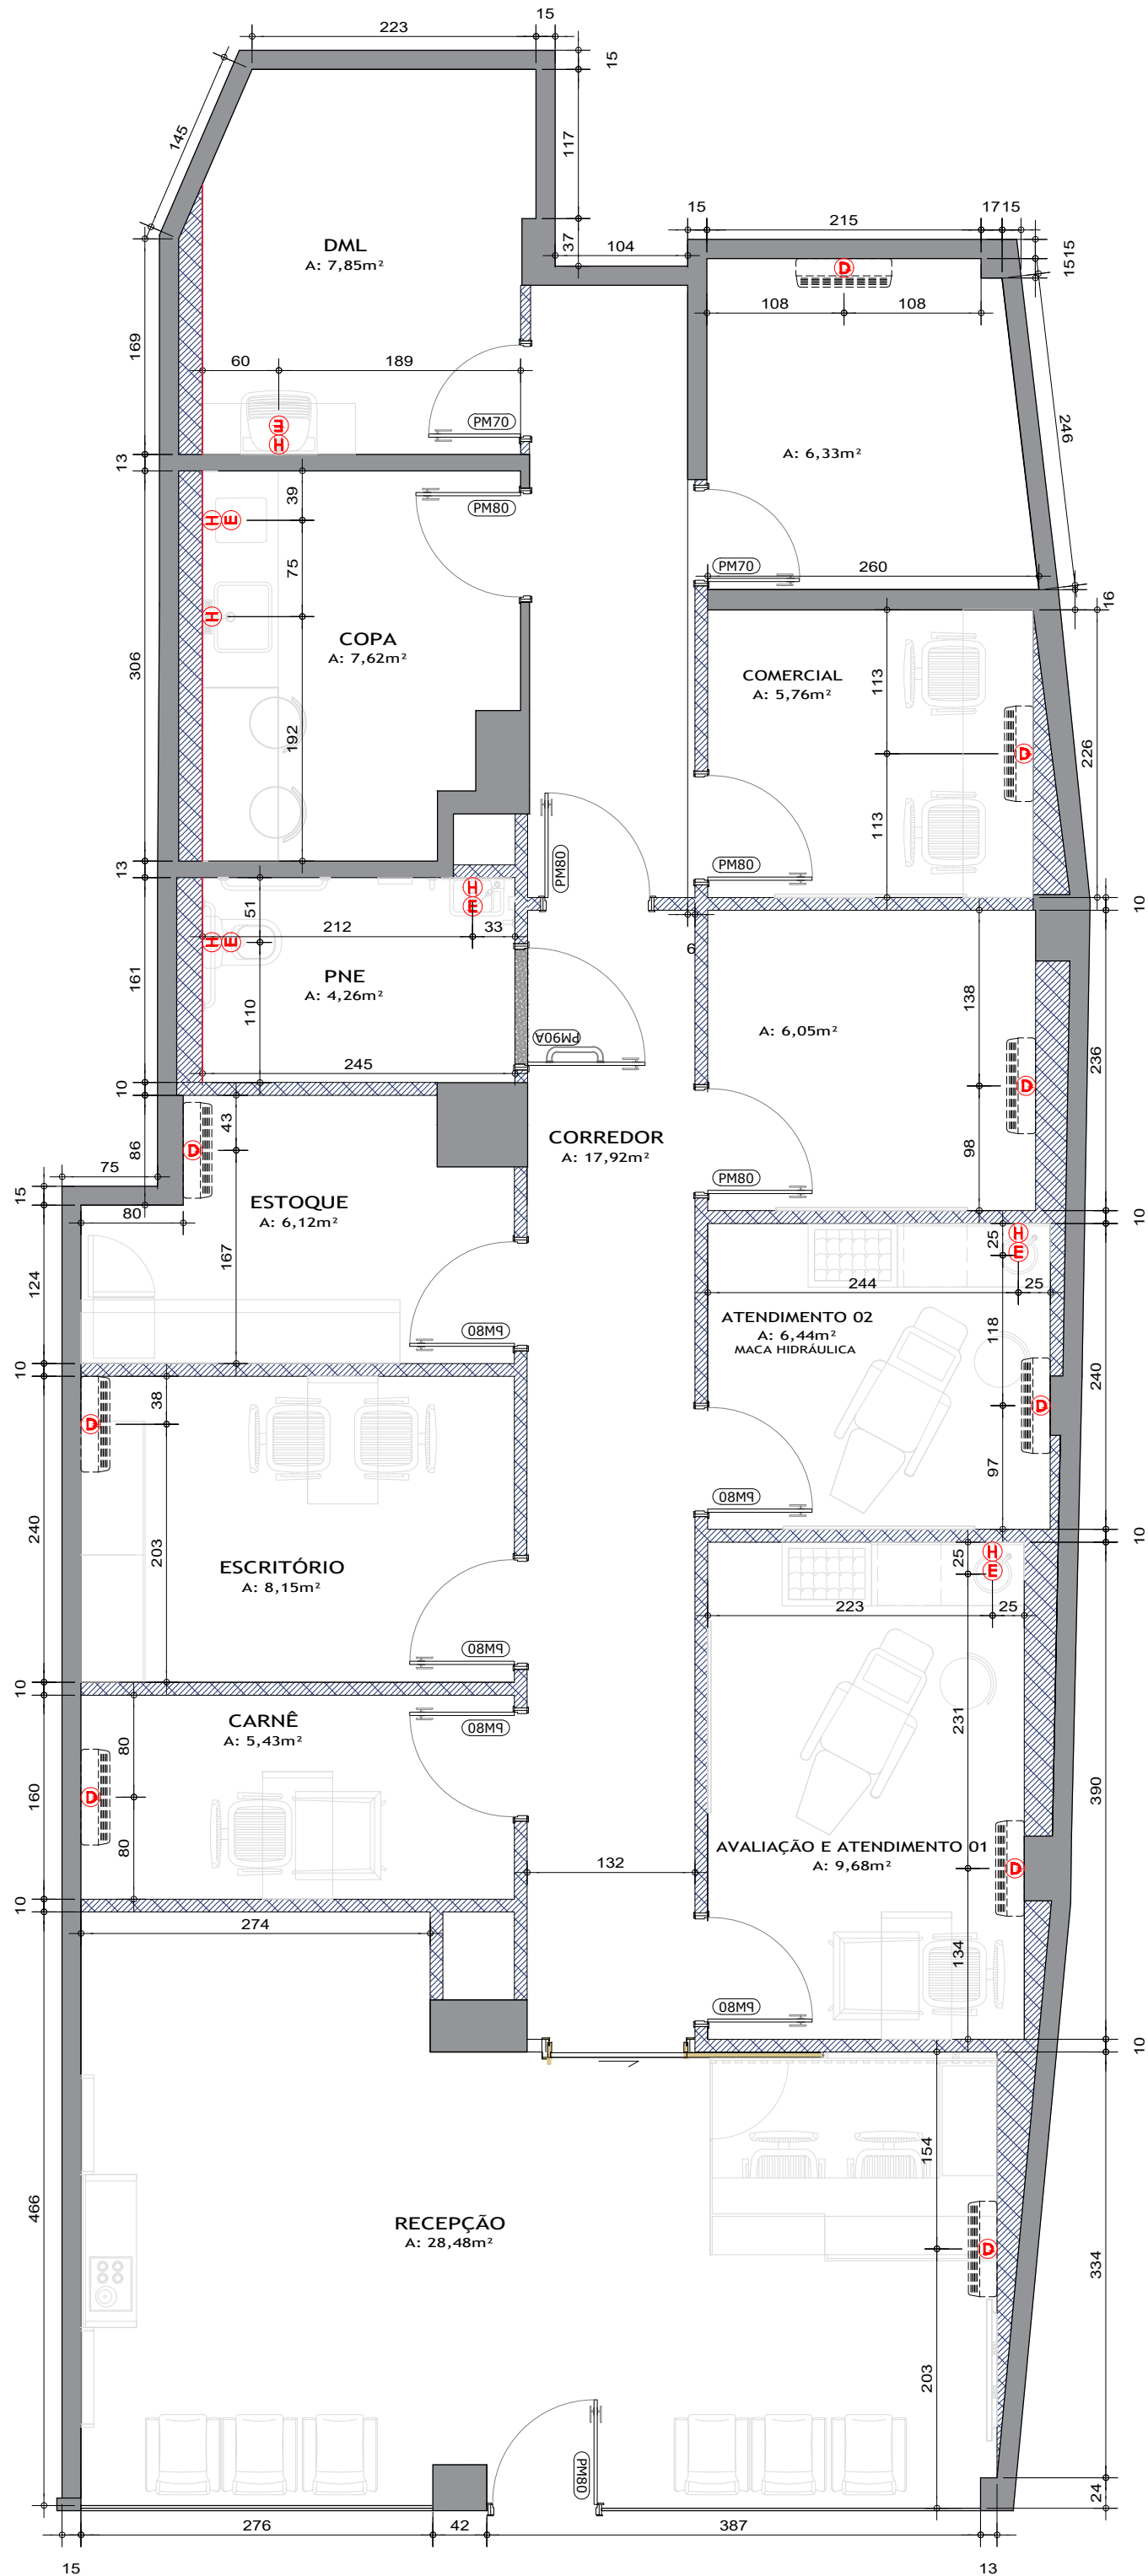 223
15
15
145
117
DML
A: 7,85m²
37
104
15
215
17
15
15
15
D
108
108
169
60
189
E
H
PM70
246
A: 6,33m²
13
39
PM80
H
E
75
H
PM70
260
16
COPA
A: 7,62m²
306
COMERCIAL
A: 5,76m²
113
192
D
226
113
PM80
PM80
13
51
H
E
10
212
33
H
E
6
161
PNE
A: 4,26m²
138
110
A: 6,05m²
PM90A
236
245
D
10
43
CORREDOR
A: 17,92m²
98
86
D
75
PM80
15
80
ESTOQUE
A: 6,12m²
10
25
H
E
167
124
244
25
ATENDIMENTO 02
A: 6,44m²
MACA HIDRÁULICA
118
PM80
240
10
38
D
D
97
240
203
PM80
10
ESCRITÓRIO
A: 8,15m²
25
H
E
223
25
PM80
10
CARNÊ
A: 5,43m²
PM80
231
80
160
D
390
80
AVALIAÇÃO E ATENDIMENTO 01
A: 9,68m²
132
D
10
274
134
PM80
10
154
466
RECEPÇÃO
A: 28,48m²
D
334
203
PM80
24
276
42
387
15
13